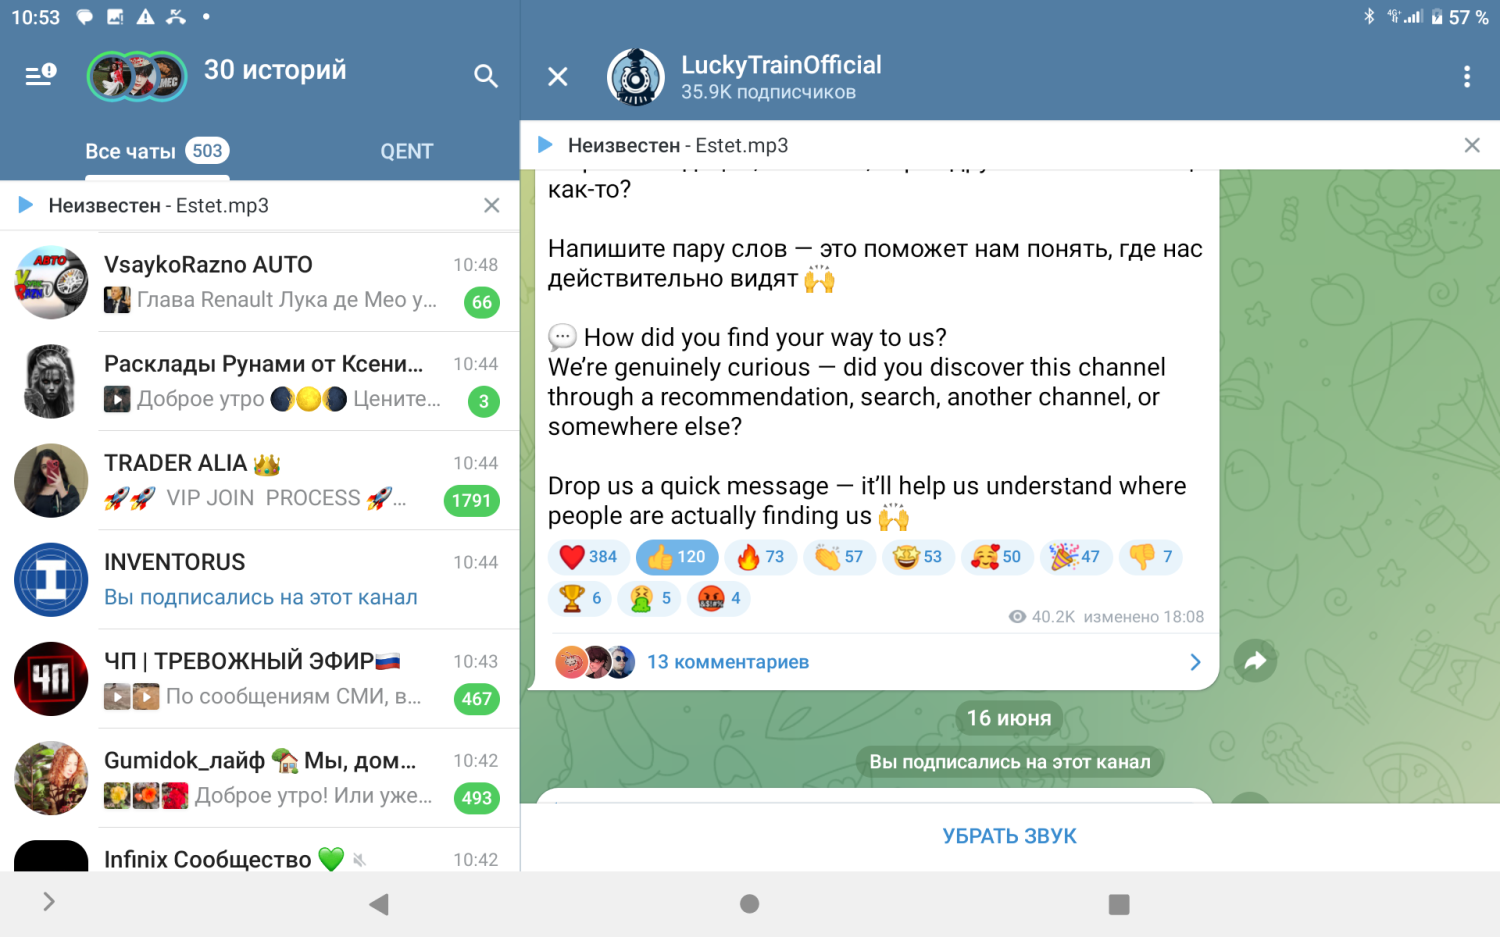 10:53
57 %
30 историй
Все чаты 503
QENT
Неизвестен - Estet.mp3
VsaykoRazno AUTO 10:48
Глава Renault Лука де Мео у... 66
Расклады Рунами от Ксени... 10:44
Доброе утро 🌒🌕🌘 Цените... 3
TRADER ALIA 👑 10:44
🚀🚀 VIP JOIN PROCESS 🚀... 1791
INVENTORUS 10:44
Вы подписались на этот канал
ЧП | ТРЕВОЖНЫЙ ЭФИР🇷🇺 10:43
ЧП
По сообщениям СМИ, в... 467
Gumidok_лайф 🏡 Мы, дом... 10:42
Доброе утро! Или уже... 493
Infinix Сообщество 💚 10:42
LuckyTrainOfficial
35.9K подписчиков
Неизвестен - Estet.mp3
как-то?
Напишите пару слов — это поможет нам понять, где нас
действительно видят 🙌
💬 How did you find your way to us?
We’re genuinely curious — did you discover this channel
through a recommendation, search, another channel, or
somewhere else?
Drop us a quick message — it’ll help us understand where
people are actually finding us 🙌
❤️ 384 👍 120 🔥 73 👏 57 🤩 53 🥰 50 🎉 47 👎 7
🏆 6 🤮 5 🤬 4
40.2K изменено 18:08
13 комментариев
16 июня
Вы подписались на этот канал
УБРАТЬ ЗВУК